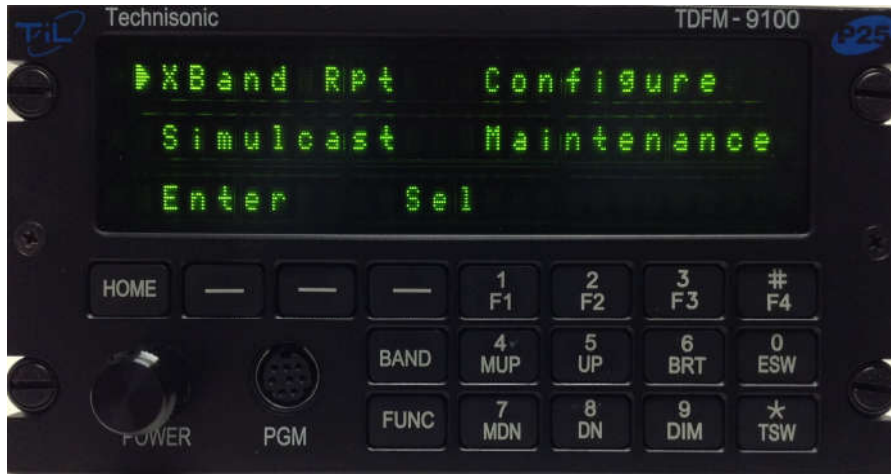 Technisonic TDFM - 9100
TiL P25
XBand Rpt Configure
Simulcast Maintenance
Enter Sel
HOME — — — 1 2 3 #
F1 F2 F3 F4
BAND 4 5 6 0
MUP UP BRT ESW
FUNC 7 8 9 *
MDN DN DIM TSW
POWER PGM